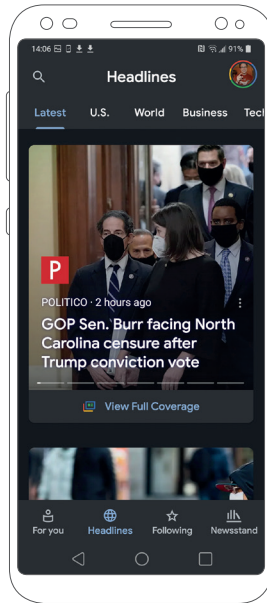 14:06 91%
Headlines
Latest U.S. World Business Tech
P
POLITICO · 2 hours ago
GOP Sen. Burr facing North
Carolina censure after
Trump conviction vote
View Full Coverage
For you Headlines Following Newsstand